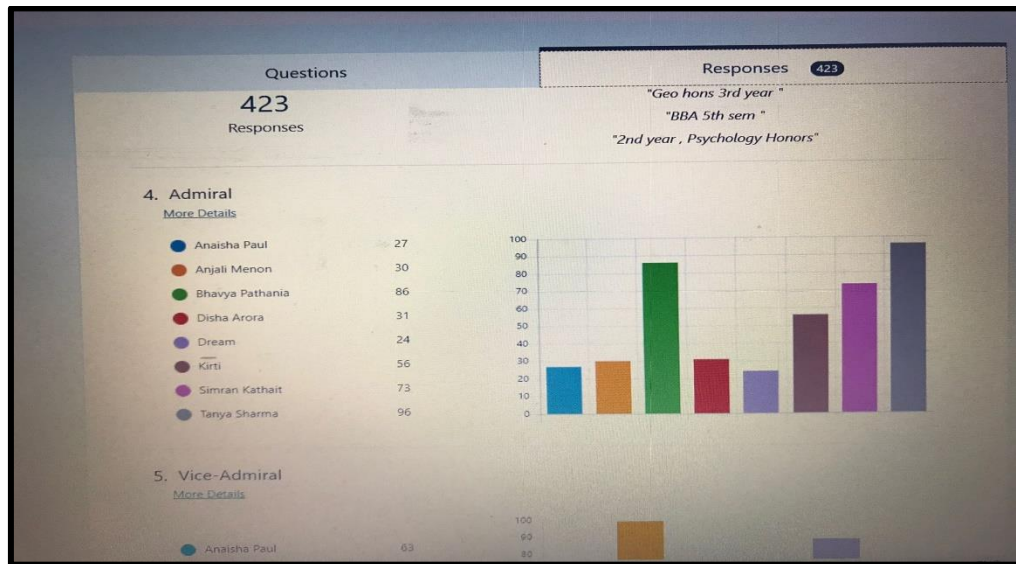 Questions
Responses 423
423
Responses
"Geo hons 3rd year "
"BBA 5th sem "
"2nd year , Psychology Honors"
4. Admiral
More Details
Anaisha Paul 27
Anjali Menon 30
Bhavya Pathania 86
Disha Arora 31
Dream 24
Kirti 56
Simran Kathait 73
Tanya Sharma 96
100
90
80
70
60
50
40
30
20
10
0
5. Vice-Admiral
More Details
Anaisha Paul 63
100
90
80